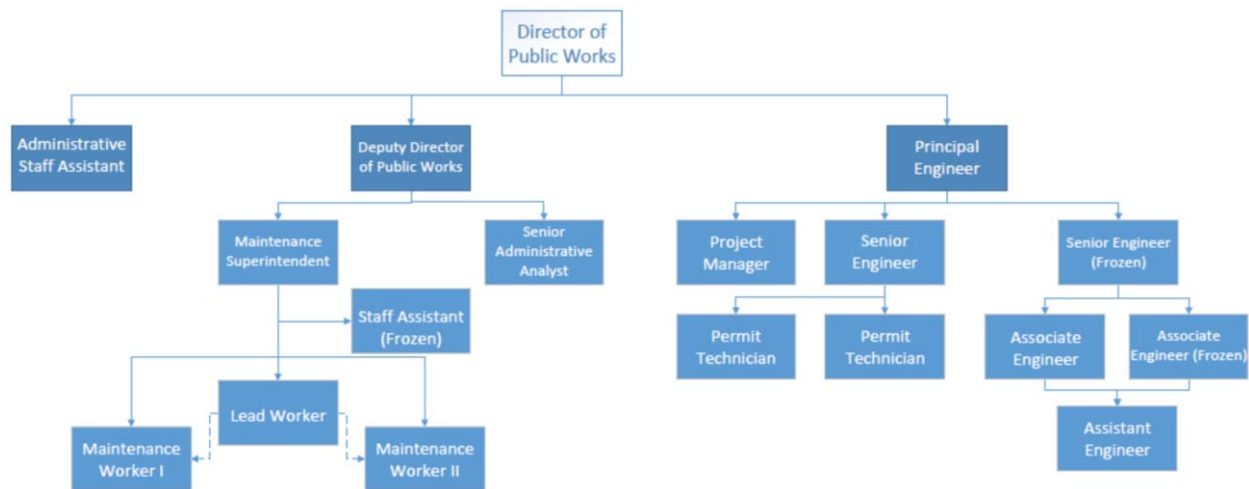 Director of
Public Works
Administrative
Staff Assistant
Deputy Director
of Public Works
Principal
Engineer
Maintenance
Superintendent
Senior
Administrative
Analyst
Project
Manager
Senior
Engineer
Senior Engineer
(Frozen)
Staff Assistant
(Frozen)
Permit
Technician
Permit
Technician
Associate
Engineer
Associate
Engineer (Frozen)
Lead Worker
Maintenance
Worker I
Maintenance
Worker II
Assistant
Engineer